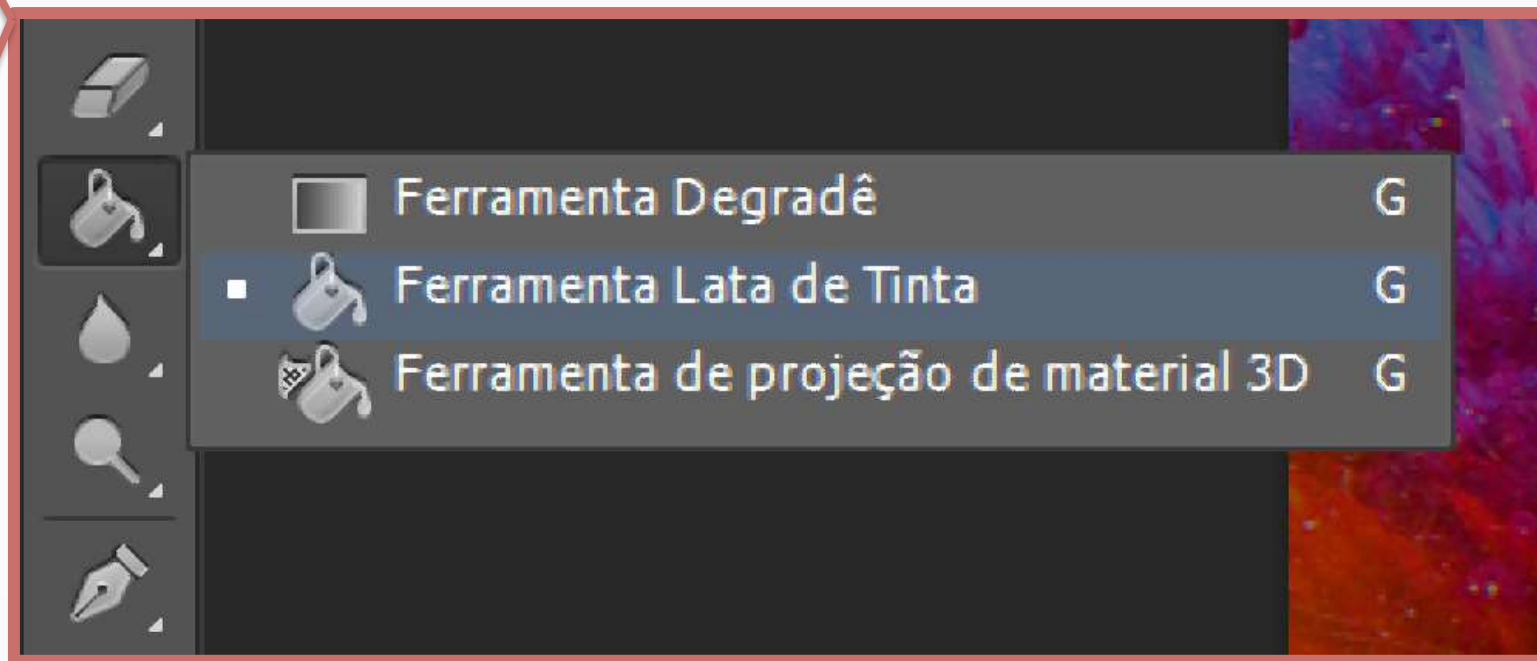 Ferramenta Degradê G
Ferramenta Lata de Tinta G
Ferramenta de projeção de material 3D G